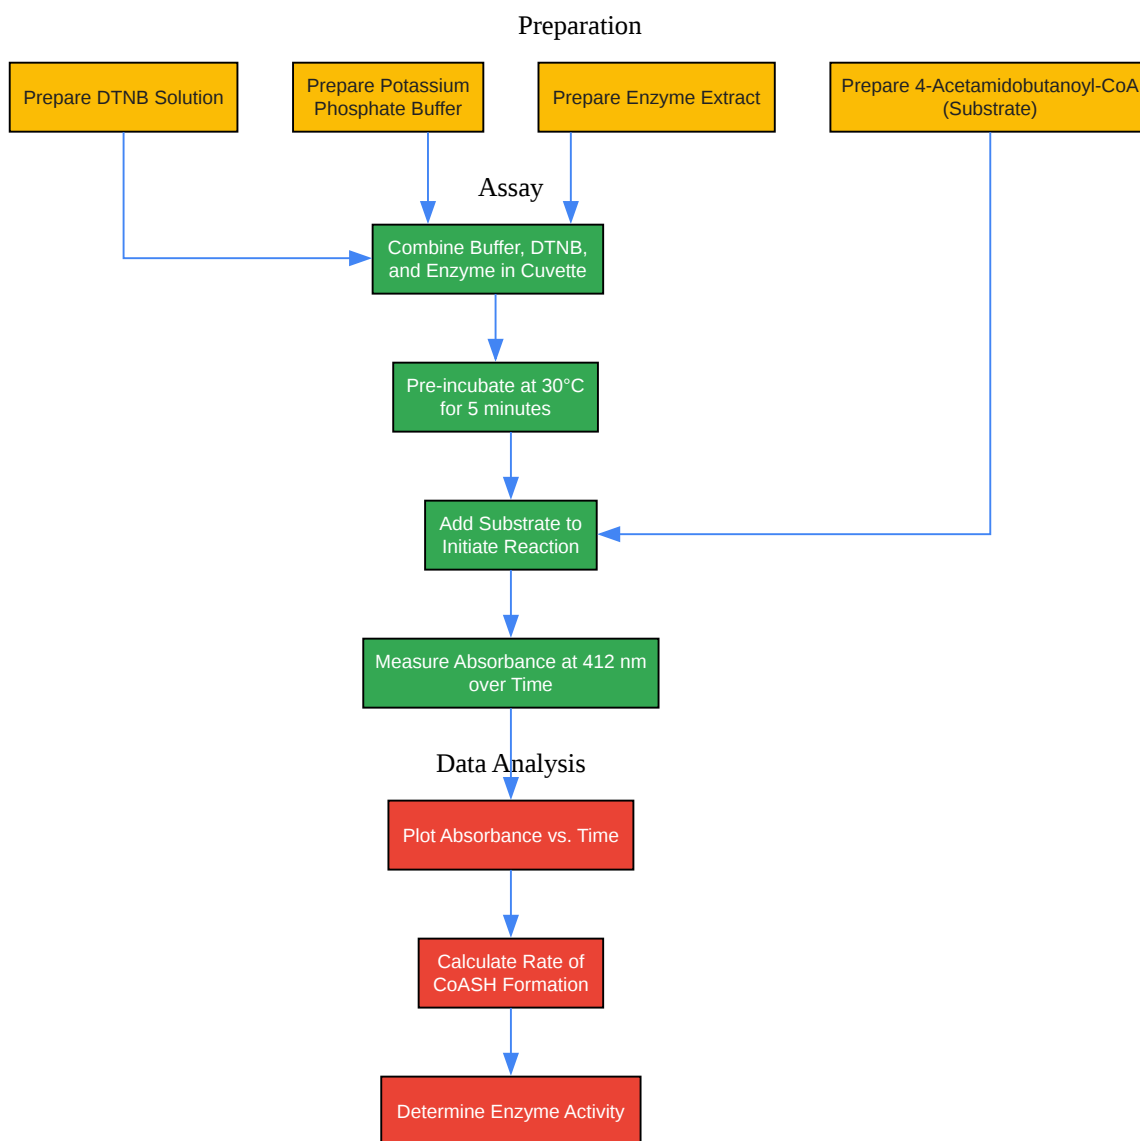 Preparation
Prepare DTNB Solution
Prepare Potassium
Phosphate Buffer
Prepare Enzyme Extract
Prepare 4-Acetamidobutanoyl-CoA
(Substrate)
Assay
Combine Buffer, DTNB,
and Enzyme in Cuvette
Pre-incubate at 30°C
for 5 minutes
Add Substrate to
Initiate Reaction
Measure Absorbance at 412 nm
over Time
Data Analysis
Plot Absorbance vs. Time
Calculate Rate of
CoASH Formation
Determine Enzyme Activity